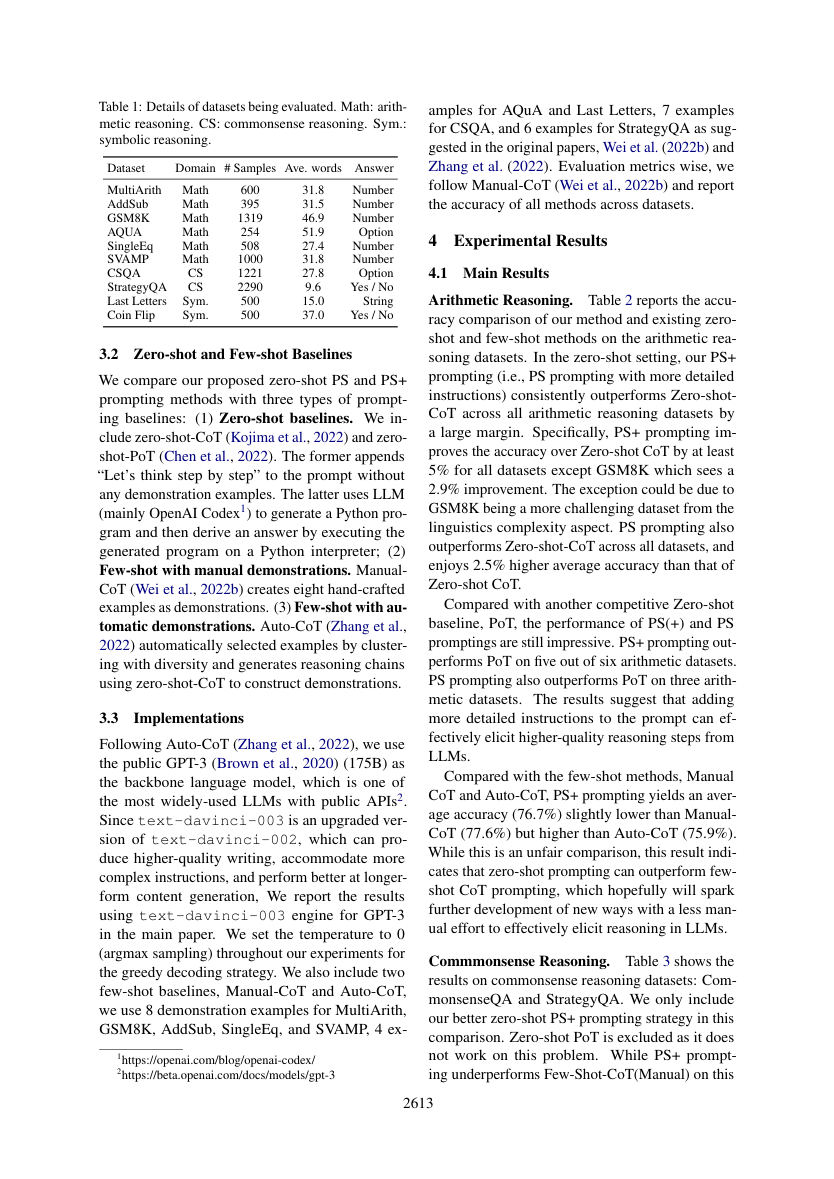 Table 1: Details of datasets being evaluated. Math: arith-
metic reasoning. CS: commonsense reasoning. Sym.:
symbolic reasoning.
Dataset Domain # Samples Ave. words Answer
MultiArith Math 600 31.8 Number
AddSub Math 395 31.5 Number
GSM8K Math 1319 46.9 Number
AQUA Math 254 51.9 Option
SingleEq Math 508 27.4 Number
SVAMP Math 1000 31.8 Number
CSQA CS 1221 27.8 Option
StrategyQA CS 2290 9.6 Yes / No
Last Letters Sym. 500 15.0 String
Coin Flip Sym. 500 37.0 Yes / No
3.2 Zero-shot and Few-shot Baselines
We compare our proposed zero-shot PS and PS+
prompting methods with three types of prompt-
ing baselines: (1) Zero-shot baselines. We in-
clude zero-shot-CoT (Kojima et al., 2022) and zero-
shot-PoT (Chen et al., 2022). The former appends
“Let’s think step by step” to the prompt without
any demonstration examples. The latter uses LLM
(mainly OpenAI Codex1) to generate a Python pro-
gram and then derive an answer by executing the
generated program on a Python interpreter; (2)
Few-shot with manual demonstrations. Manual-
CoT (Wei et al., 2022b) creates eight hand-crafted
examples as demonstrations. (3) Few-shot with au-
tomatic demonstrations. Auto-CoT (Zhang et al.,
2022) automatically selected examples by cluster-
ing with diversity and generates reasoning chains
using zero-shot-CoT to construct demonstrations.
3.3 Implementations
Following Auto-CoT (Zhang et al., 2022), we use
the public GPT-3 (Brown et al., 2020) (175B) as
the backbone language model, which is one of
the most widely-used LLMs with public APIs2.
Since text-davinci-003 is an upgraded ver-
sion of text-davinci-002, which can pro-
duce higher-quality writing, accommodate more
complex instructions, and perform better at longer-
form content generation, We report the results
using text-davinci-003 engine for GPT-3
in the main paper. We set the temperature to 0
(argmax sampling) throughout our experiments for
the greedy decoding strategy. We also include two
few-shot baselines, Manual-CoT and Auto-CoT,
we use 8 demonstration examples for MultiArith,
GSM8K, AddSub, SingleEq, and SVAMP, 4 ex-
1https://openai.com/blog/openai-codex/
2https://beta.openai.com/docs/models/gpt-3
amples for AQuA and Last Letters, 7 examples
for CSQA, and 6 examples for StrategyQA as sug-
gested in the original papers, Wei et al. (2022b) and
Zhang et al. (2022). Evaluation metrics wise, we
follow Manual-CoT (Wei et al., 2022b) and report
the accuracy of all methods across datasets.
4 Experimental Results
4.1 Main Results
Arithmetic Reasoning. Table 2 reports the accu-
racy comparison of our method and existing zero-
shot and few-shot methods on the arithmetic rea-
soning datasets. In the zero-shot setting, our PS+
prompting (i.e., PS prompting with more detailed
instructions) consistently outperforms Zero-shot-
CoT across all arithmetic reasoning datasets by
a large margin. Specifically, PS+ prompting im-
proves the accuracy over Zero-shot CoT by at least
5% for all datasets except GSM8K which sees a
2.9% improvement. The exception could be due to
GSM8K being a more challenging dataset from the
linguistics complexity aspect. PS prompting also
outperforms Zero-shot-CoT across all datasets, and
enjoys 2.5% higher average accuracy than that of
Zero-shot CoT.
Compared with another competitive Zero-shot
baseline, PoT, the performance of PS(+) and PS
promptings are still impressive. PS+ prompting out-
performs PoT on five out of six arithmetic datasets.
PS prompting also outperforms PoT on three arith-
metic datasets. The results suggest that adding
more detailed instructions to the prompt can ef-
fectively elicit higher-quality reasoning steps from
LLMs.
Compared with the few-shot methods, Manual
CoT and Auto-CoT, PS+ prompting yields an aver-
age accuracy (76.7%) slightly lower than Manual-
CoT (77.6%) but higher than Auto-CoT (75.9%).
While this is an unfair comparison, this result indi-
cates that zero-shot prompting can outperform few-
shot CoT prompting, which hopefully will spark
further development of new ways with a less man-
ual effort to effectively elicit reasoning in LLMs.
Commmonsense Reasoning. Table 3 shows the
results on commonsense reasoning datasets: Com-
monsenseQA and StrategyQA. We only include
our better zero-shot PS+ prompting strategy in this
comparison. Zero-shot PoT is excluded as it does
not work on this problem. While PS+ prompt-
ing underperforms Few-Shot-CoT(Manual) on this
2613